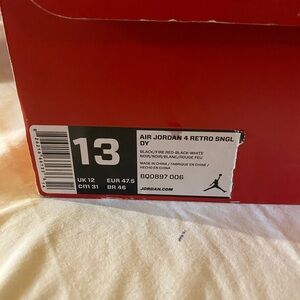 13
UK 12 EUR 47.5
cm 31 BR 46
AIR JORDAN 4 RETRO SNGL
DY
BLACK/FIRE RED-BLACK-WHITE
NOIR/NOIR/BLANC/ROUGE FEU
MADE IN CHINA / FABRIQUE EN CHINE /
HECHO EN CHINA
BQ0897 006
JORDAN.COM